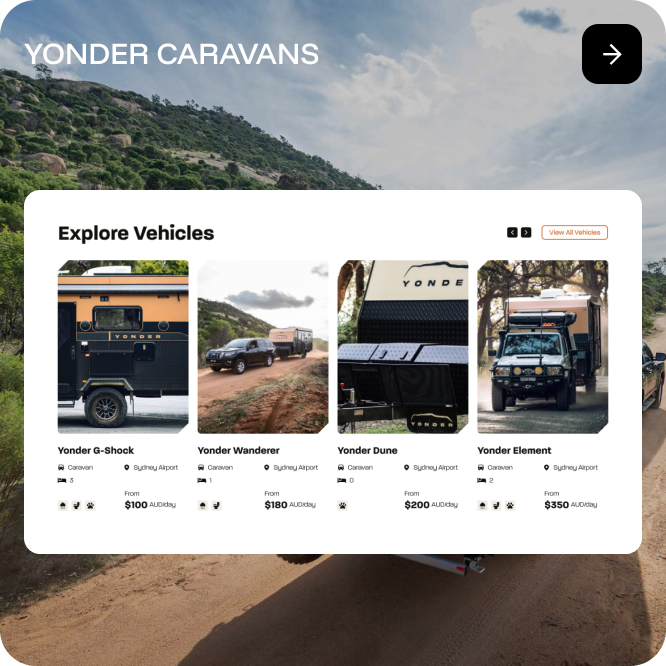 YONDER CARAVANS
Explore Vehicles
View All Vehicles
YONDER
YONDE
YONDER
Yonder G-Shock
Yonder Wanderer
Yonder Dune
Yonder Element
Caravan Sydney Airport
Caravan Sydney Airport
Caravan Sydney Airport
Caravan Sydney Airport
3
1
0
2
From
From
From
From
$100 AUD/day
$180 AUD/day
$200 AUD/day
$350 AUD/day